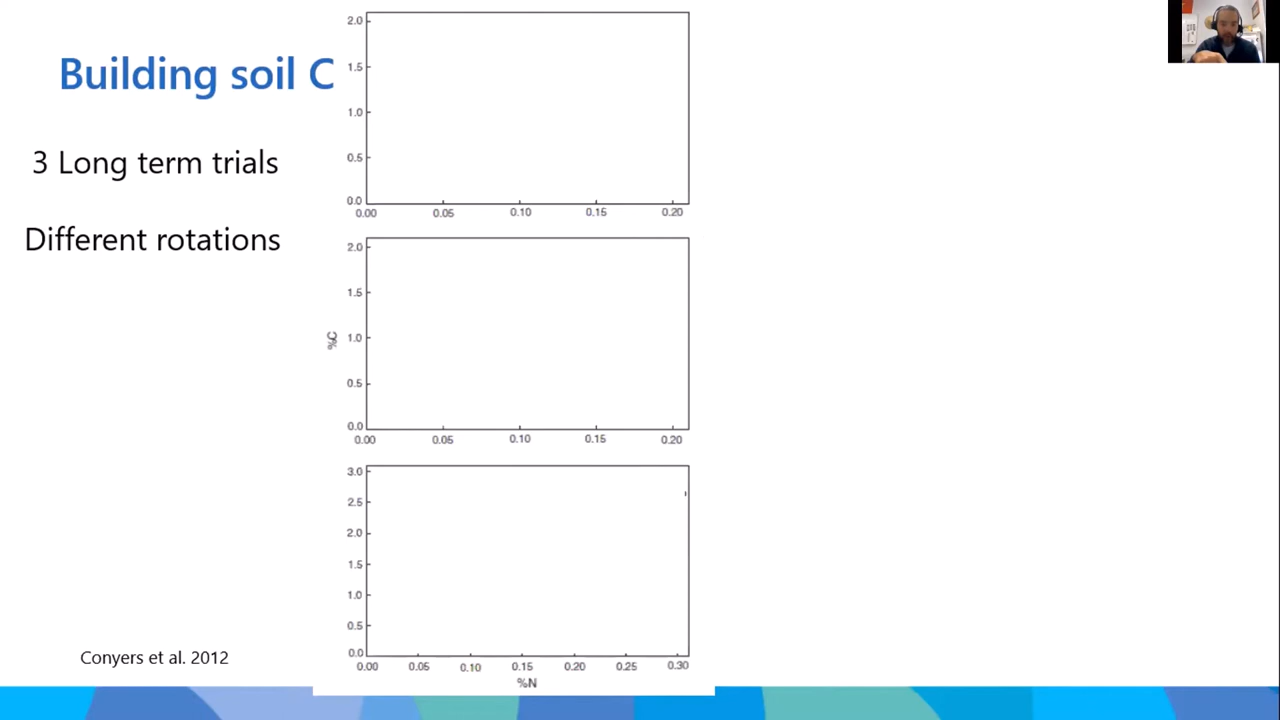 Building soil C
3 Long term trials
Different rotations
2.0
1.5
1.0
0.5
0.0
0.00 0.05 0.10 0.15 0.20
2.0
1.5
%C
1.0
0.5
0.0
0.00 0.05 0.10 0.15 0.20
3.0
2.5
2.0
1.5
1.0
0.5
0.0
0.00 0.05 0.10 0.15 0.20 0.25 0.30
%N
Conyers et al. 2012